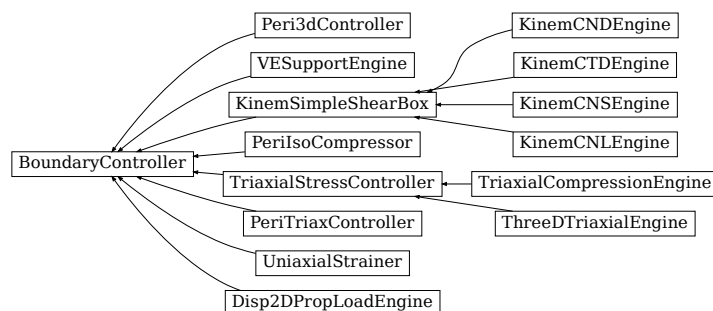 Peri3dController
KinemCNDEngine
VESupportEngine
KinemCTDEngine
KinemSimpleShearBox
KinemCNSEngine
PeriIsoCompressor
KinemCNLEngine
BoundaryController
TriaxialStressController
TriaxialCompressionEngine
PeriTriaxController
ThreeDTriaxialEngine
UniaxialStrainer
Disp2DPropLoadEngine